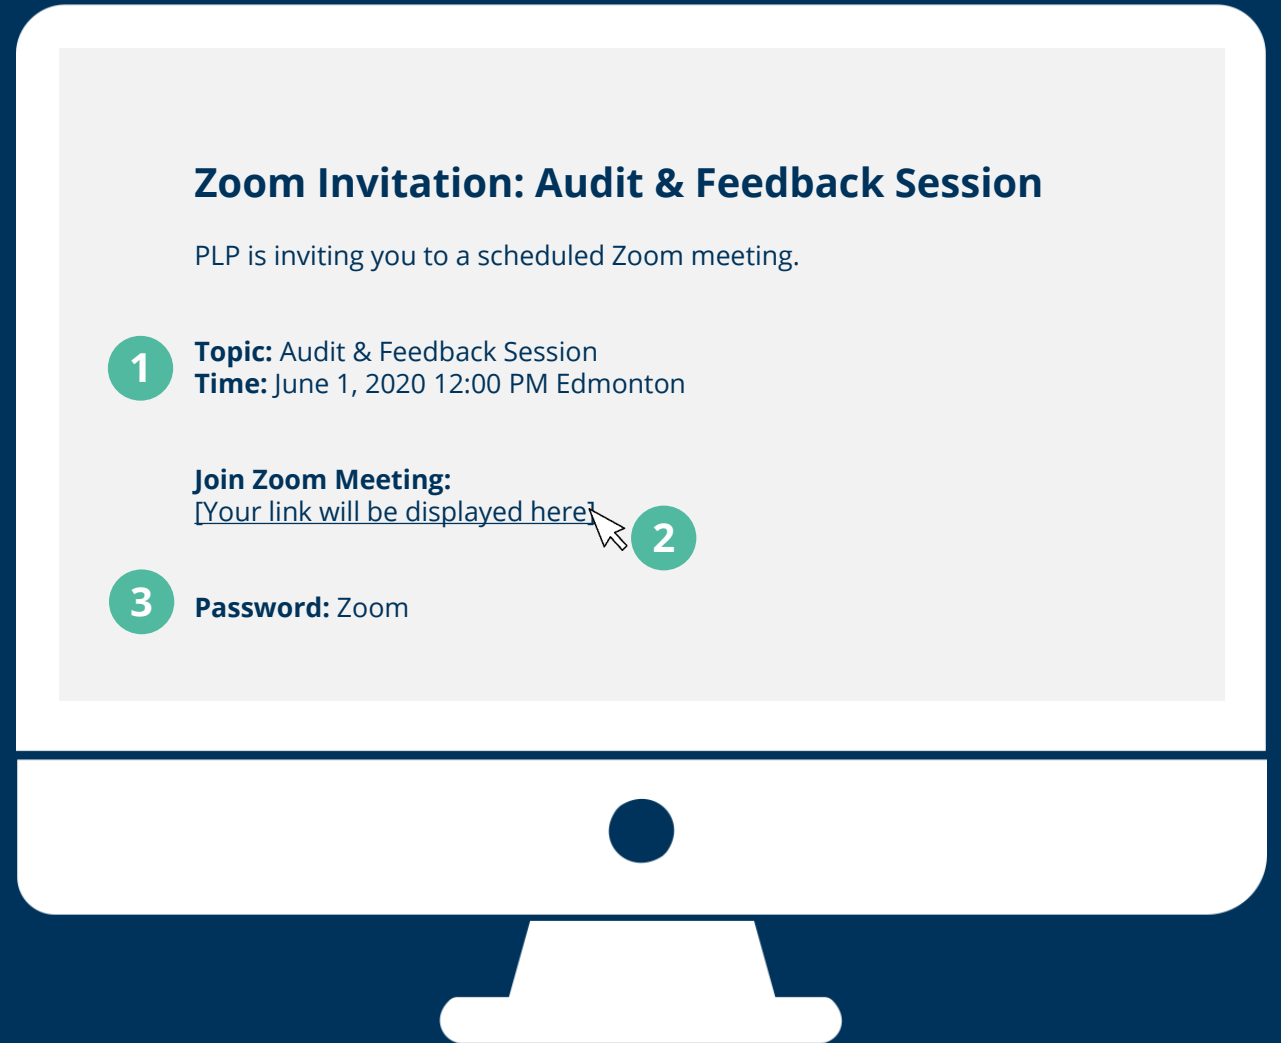 Zoom Invitation: Audit & Feedback Session
PLP is inviting you to a scheduled Zoom meeting.
1
Topic: Audit & Feedback Session
Time: June 1, 2020 12:00 PM Edmonton
Join Zoom Meeting:
[Your link will be displayed here]
2
3
Password: Zoom